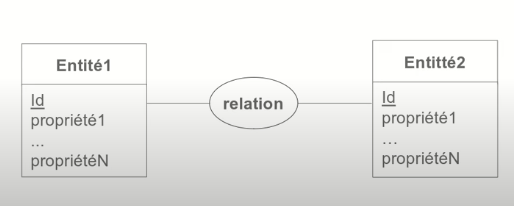 Entité1
Id
propriété1
...
propriétéN
relation
Entitté2
Id
propriété1
...
propriétéN